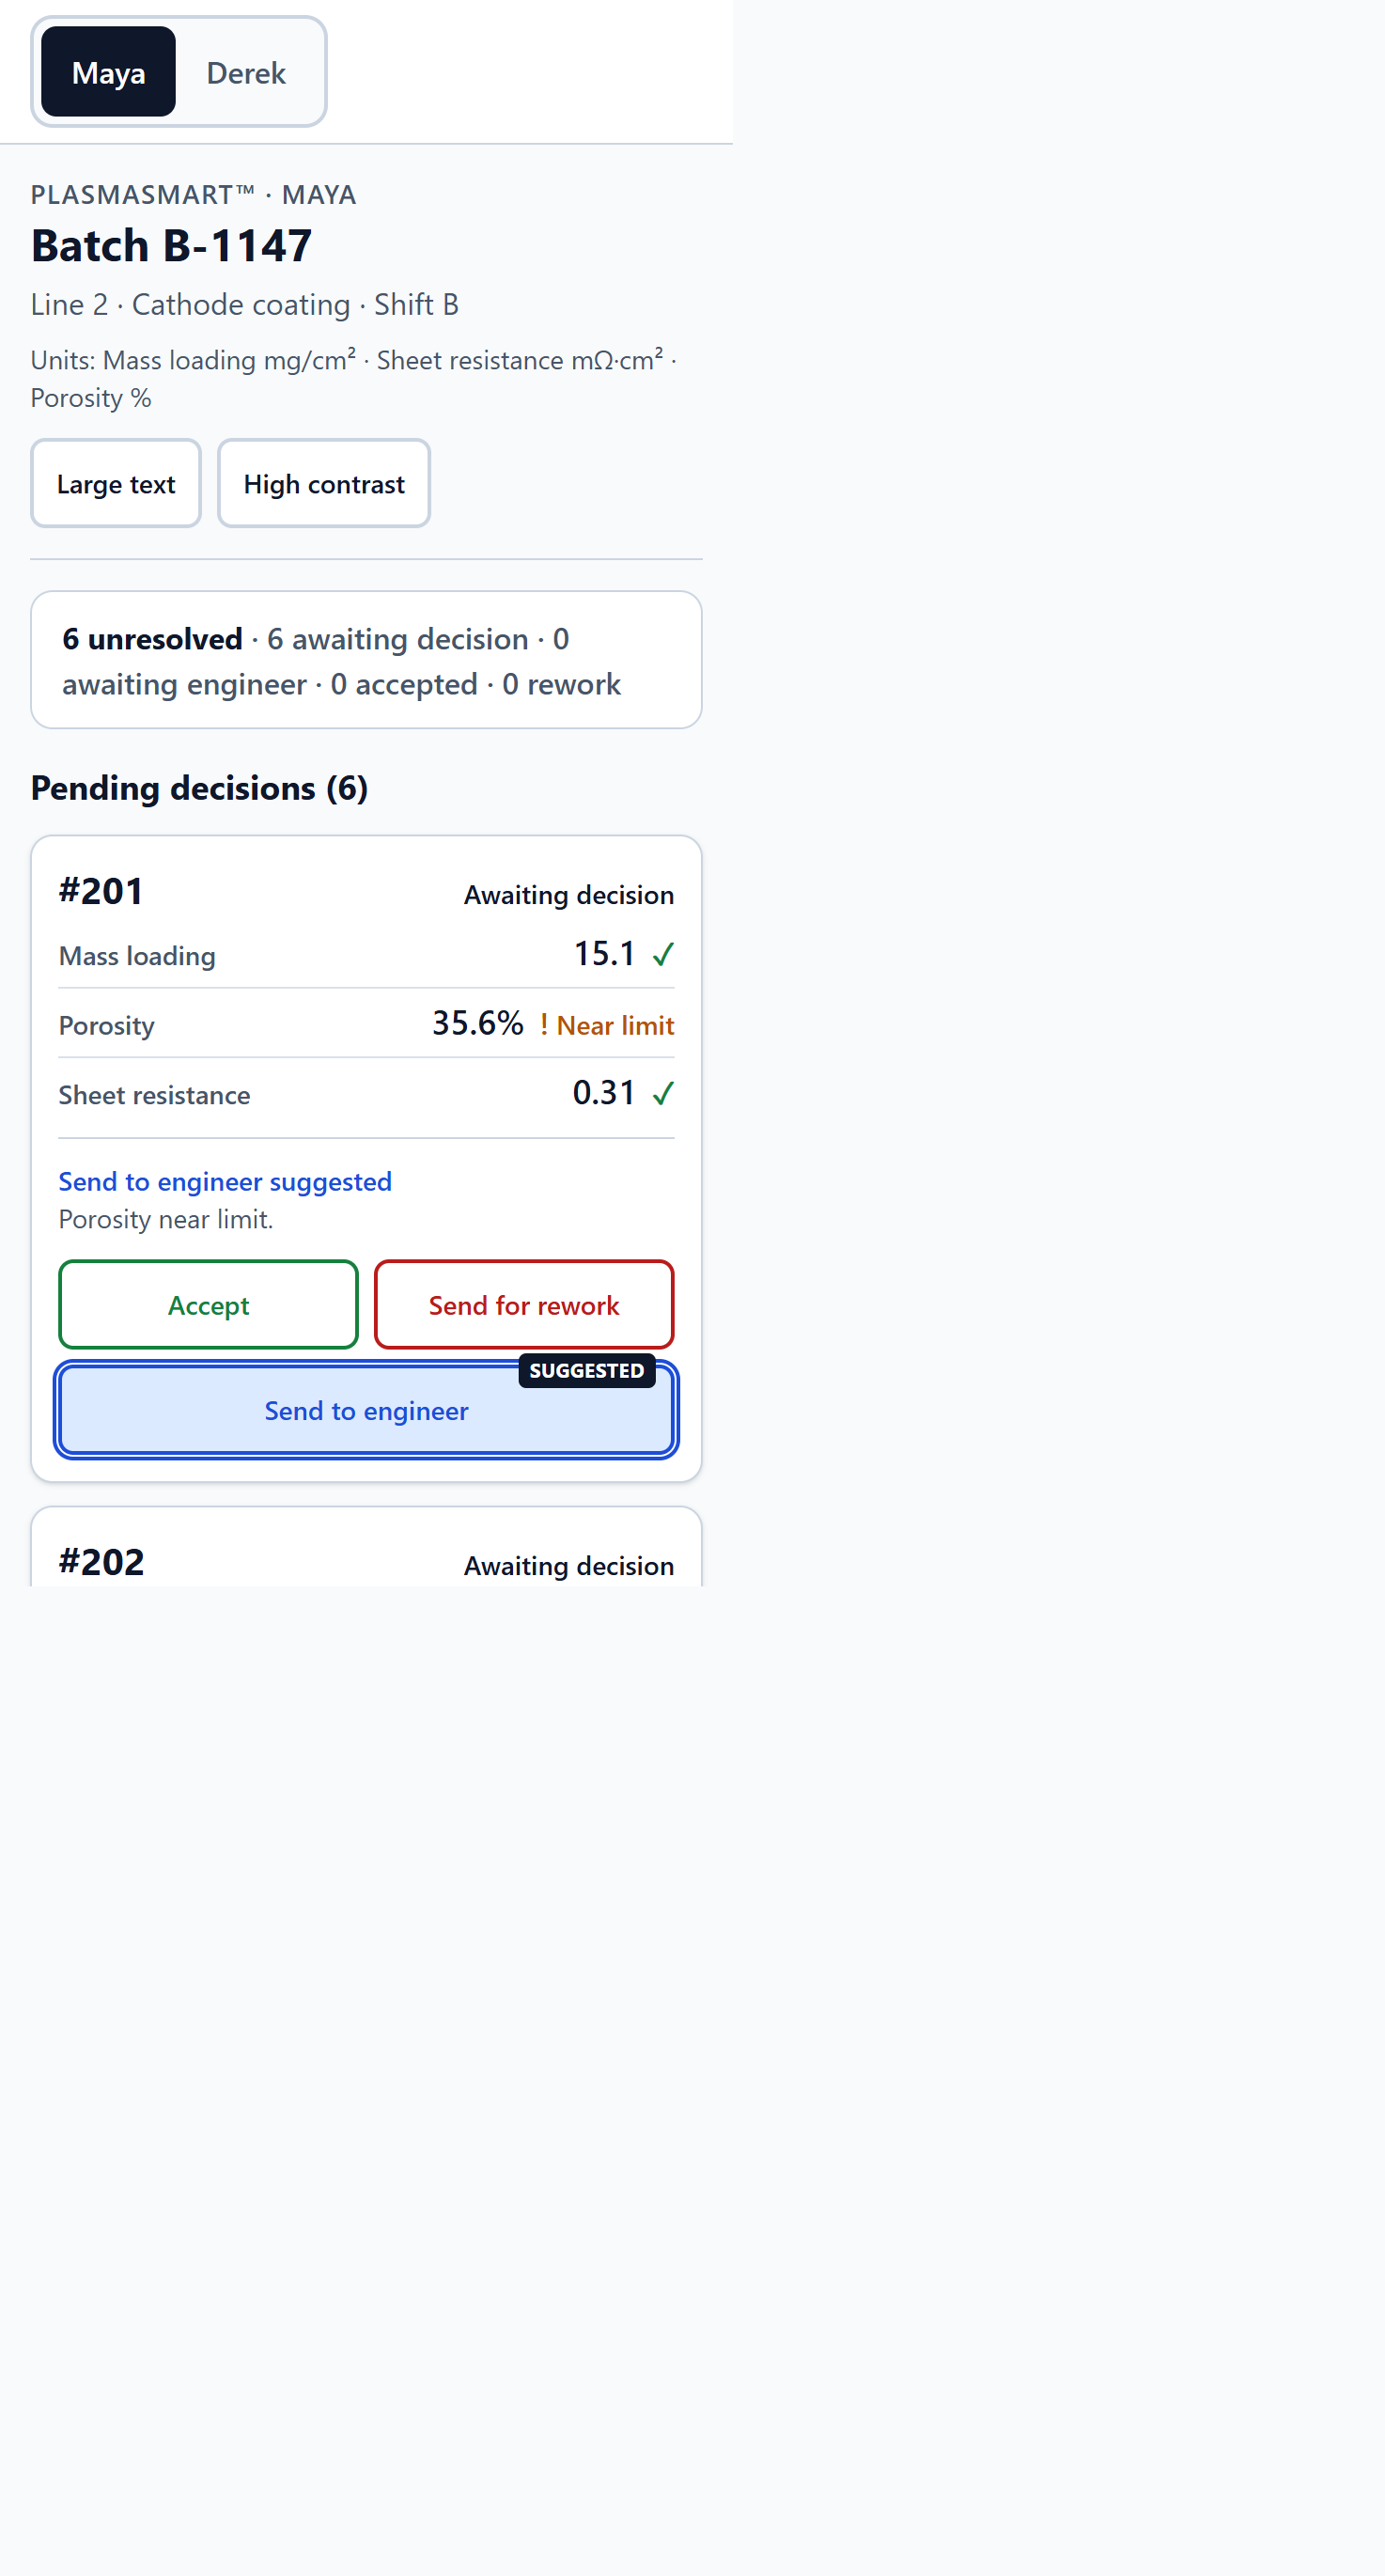 Maya Derek
PLASMASMART™ · MAYA
Batch B-1147
Line 2 · Cathode coating · Shift B
Units: Mass loading mg/cm² · Sheet resistance mΩ·cm² ·
Porosity %
Large text High contrast
6 unresolved · 6 awaiting decision · 0
awaiting engineer · 0 accepted · 0 rework
Pending decisions (6)
#201 Awaiting decision
Mass loading 15.1 ✓
Porosity 35.6% ! Near limit
Sheet resistance 0.31 ✓
Send to engineer suggested
Porosity near limit.
Accept Send for rework
SUGGESTED
Send to engineer
#202 Awaiting decision